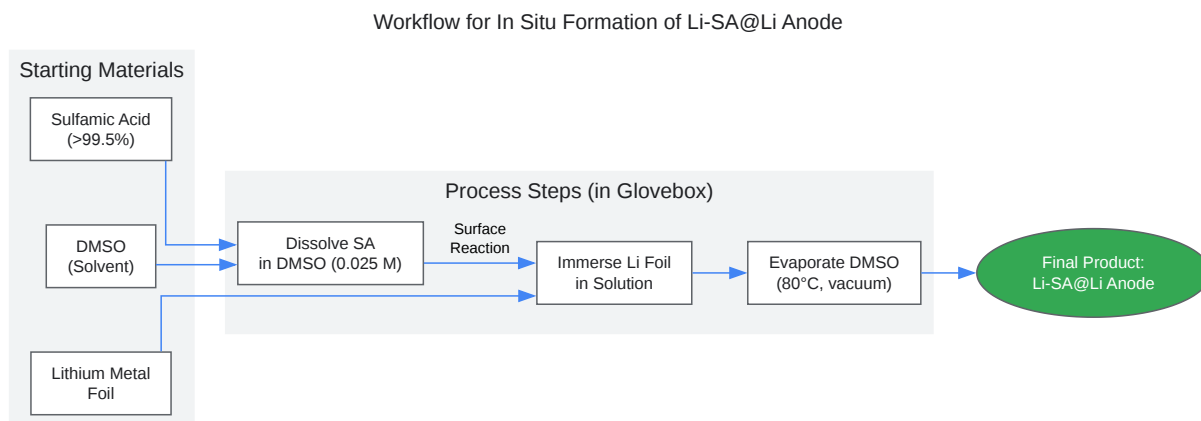 Workflow for In Situ Formation of Li-SA@Li Anode
Starting Materials
Sulfamic Acid
(>99.5%)
DMSO
(Solvent)
Lithium Metal
Foil
Process Steps (in Glovebox)
Dissolve SA
in DMSO (0.025 M)
Surface
Reaction
Immerse Li Foil
in Solution
Evaporate DMSO
(80°C, vacuum)
Final Product:
Li-SA@Li Anode